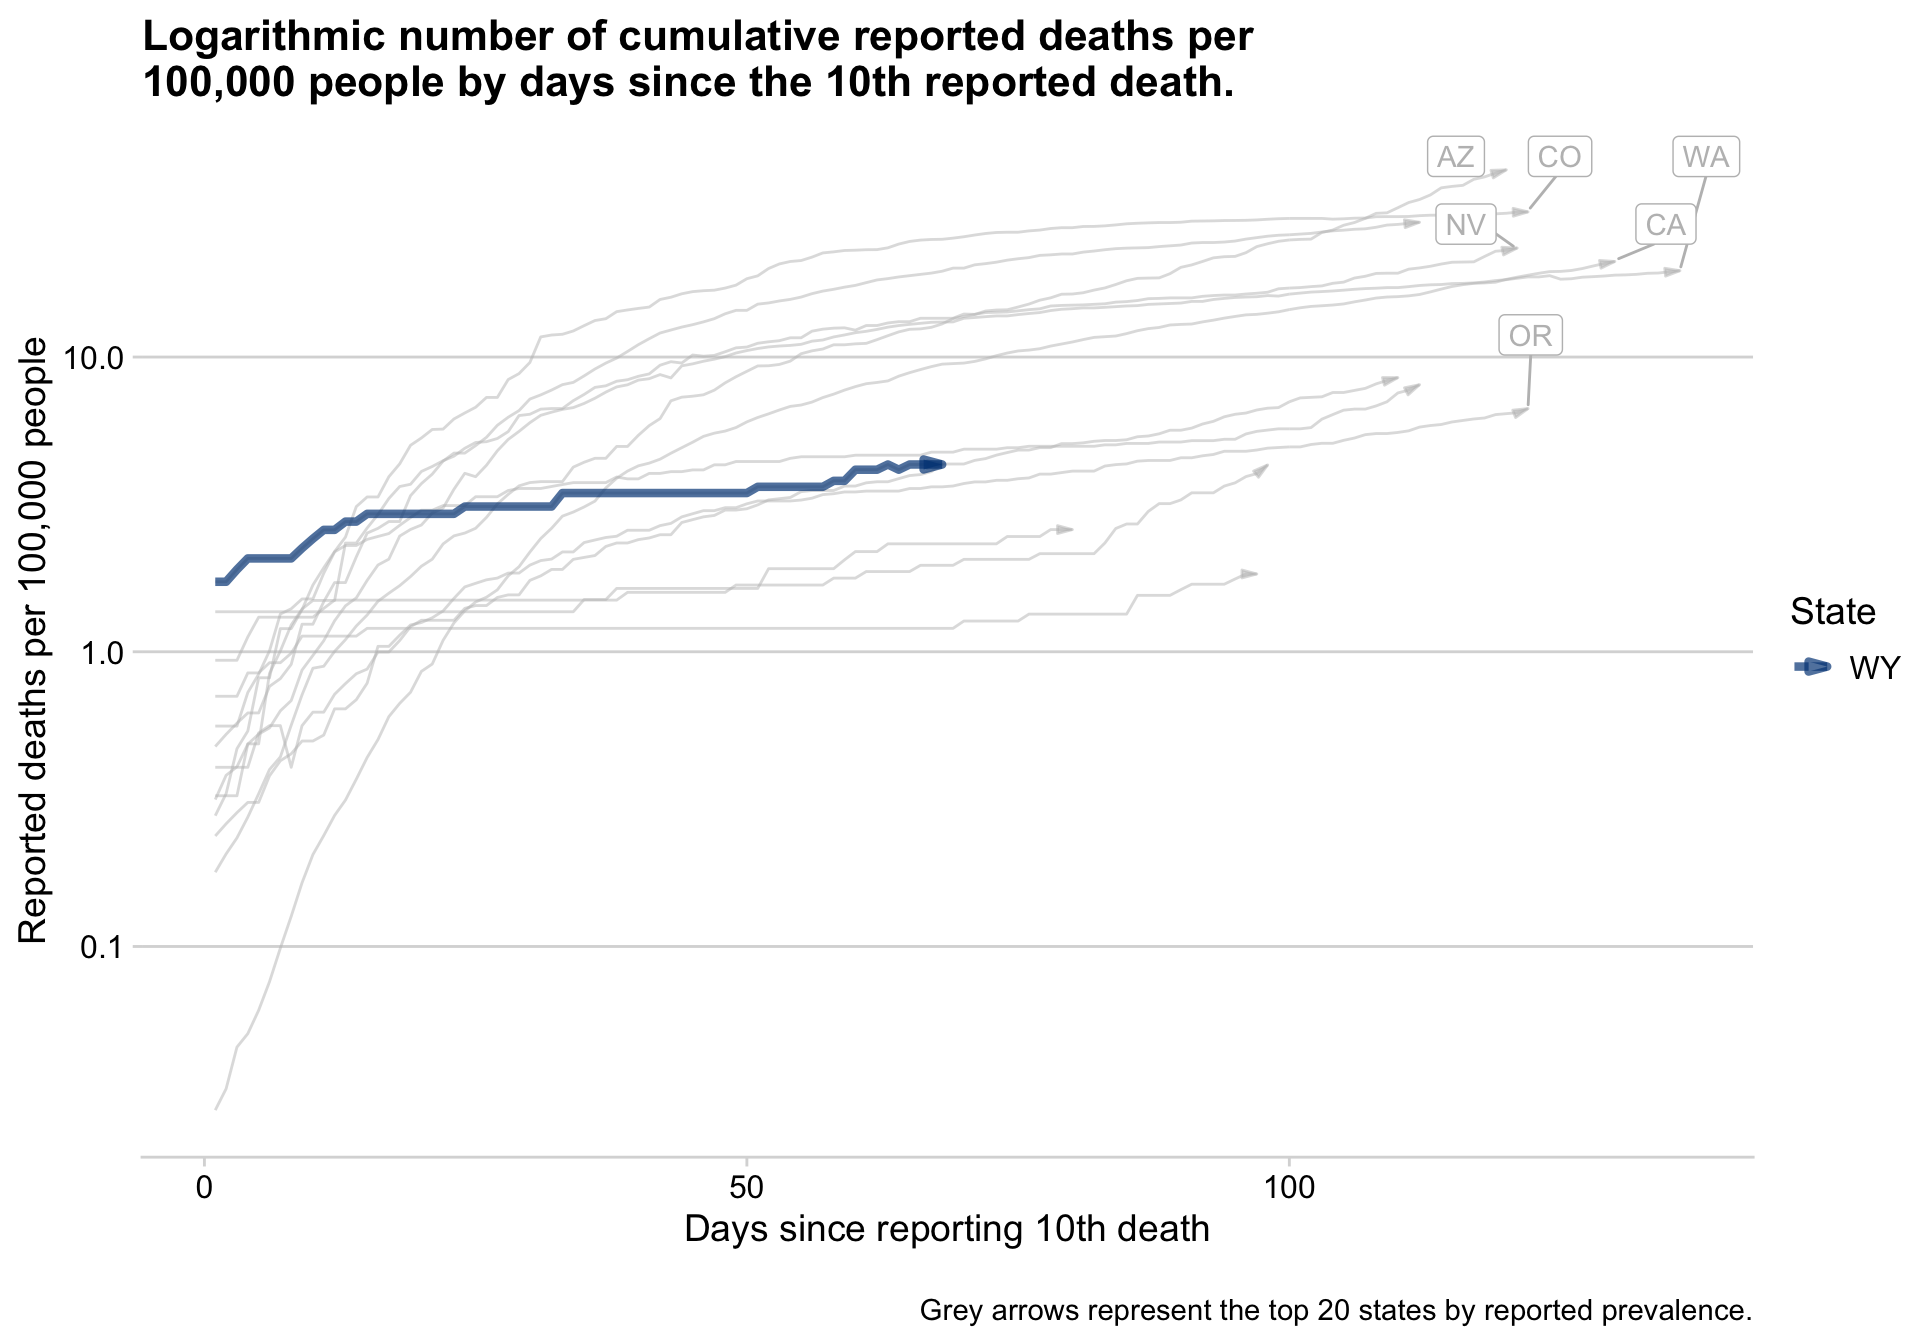 Logarithmic number of cumulative reported deaths per
100,000 people by days since the 10th reported death.
AZ
CO
WA
NV
CA
OR
Reported deaths per 100,000 people
10.0
1.0
0.1
State
WY
0
50
100
Days since reporting 10th death
Grey arrows represent the top 20 states by reported prevalence.